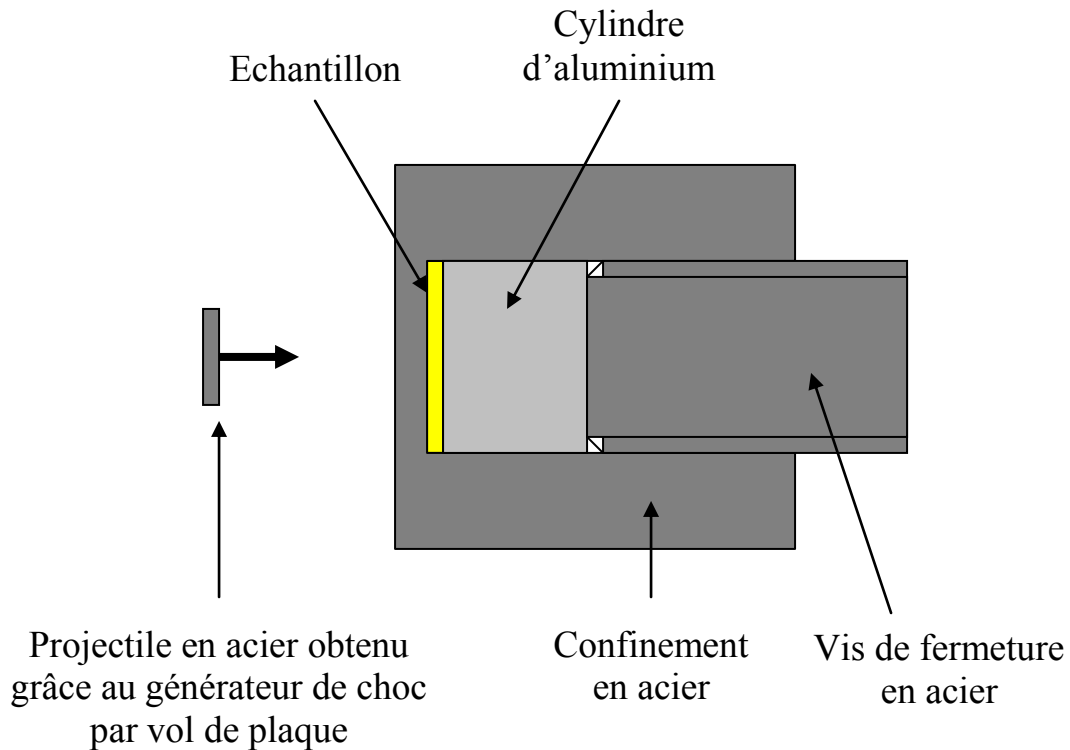 Cylindre
d’aluminium
Echantillon
Projectile en acier obtenu
grâce au générateur de choc
par vol de plaque
Confinement
en acier
Vis de fermeture
en acier